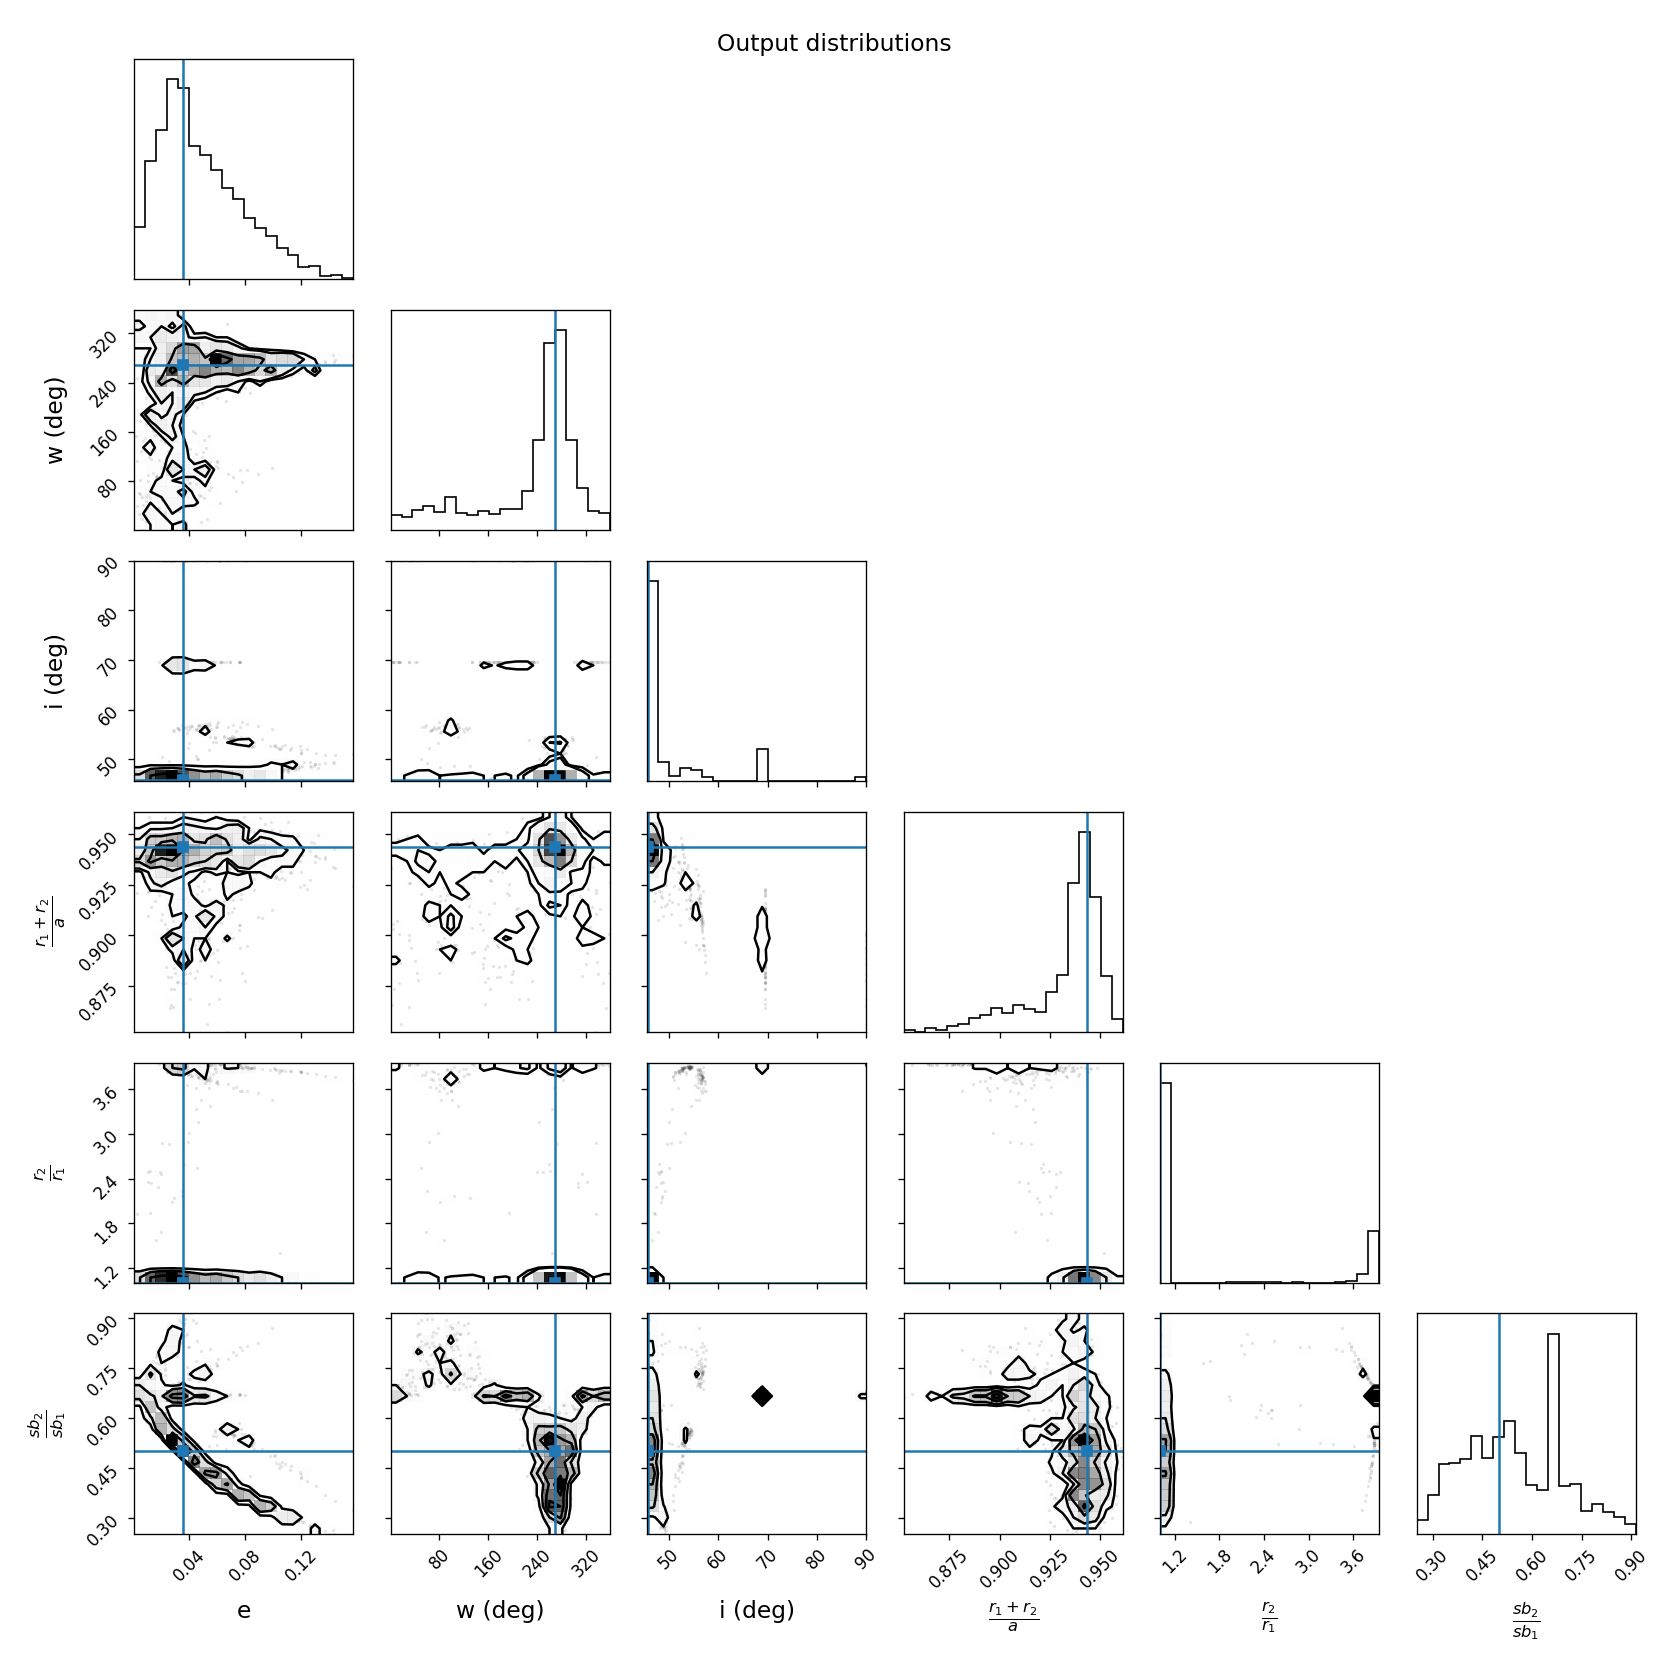 Output distributions
320
240
160
80
w (deg)
90
80
70
60
50
i (deg)
0.950
0.925
0.900
0.875
r₁ + r₂
a
3.6
3.0
2.4
1.8
1.2
r₂
r₁
0.90
0.75
0.60
0.45
0.30
sb₂
sb₁
0.04 0.08 0.12
80 160 240 320
50 60 70 80 90
0.875 0.900 0.925 0.950
1.2 1.8 2.4 3.0 3.6
0.30 0.45 0.60 0.75 0.90
e
w (deg)
i (deg)
r₁ + r₂
a
r₂
r₁
sb₂
sb₁